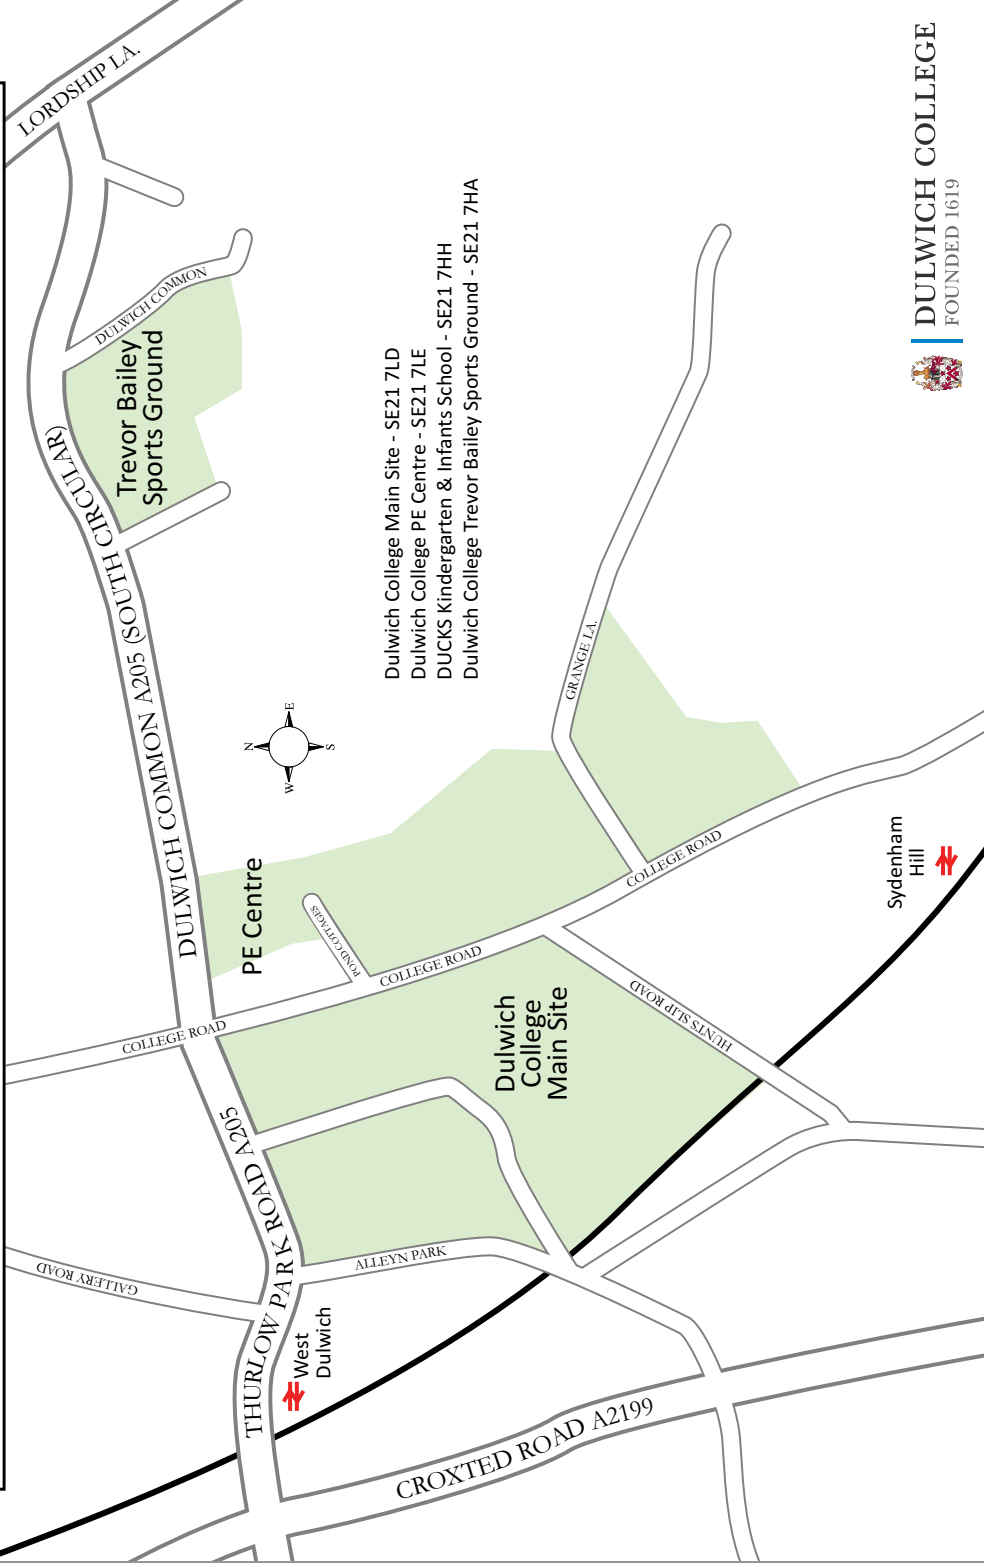 LORDSHIP LA.
DULWICH COMMON
Trevor Bailey
Sports Ground
DULWICH COMMON A205 (SOUTH CIRCULAR)
N
E
S
W
Dulwich College Main Site - SE21 7LD
Dulwich College PE Centre - SE21 7LE
DUCKS Kindergarten & Infants School - SE21 7HH
Dulwich College Trevor Bailey Sports Ground - SE21 7HA
DULWICH COLLEGE
FOUNDED 1619
GRANGE LA.
PE Centre
POND COTTAGES
COLLEGE ROAD
COLLEGE ROAD
COLLEGE ROAD
Sydenham
Hill
Dulwich
College
Main Site
HUNTS SLIP ROAD
THURLOW PARK ROAD A205
GALLERY ROAD
ALLEYN PARK
West
Dulwich
CROXTED ROAD A2199